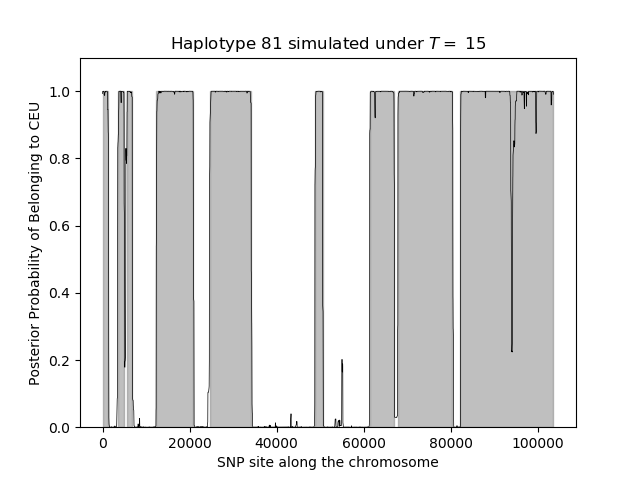 Haplotype 81 simulated under T = 15
Posterior Probability of Belonging to CEU
1.0
0.8
0.6
0.4
0.2
0.0
0 20000 40000 60000 80000 100000
SNP site along the chromosome